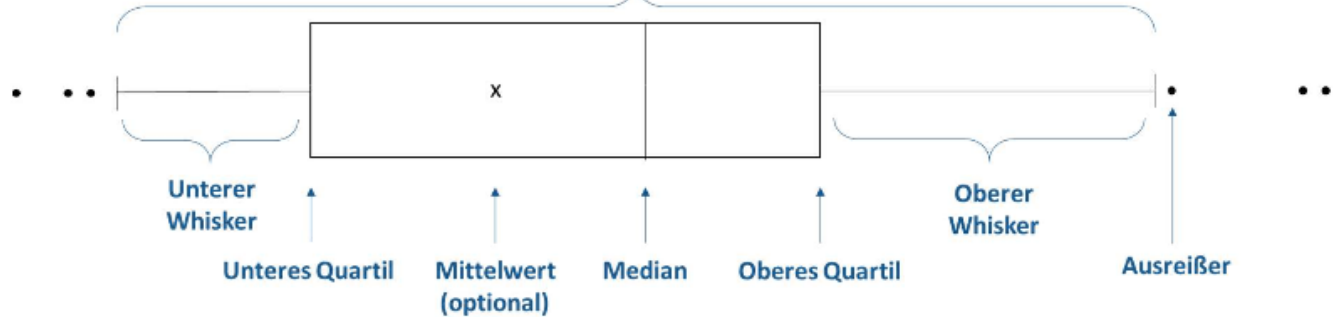 x
Unterer
Whisker
Oberer
Whisker
Unteres Quartil
Mittelwert
(optional)
Median
Oberes Quartil
Ausreißer